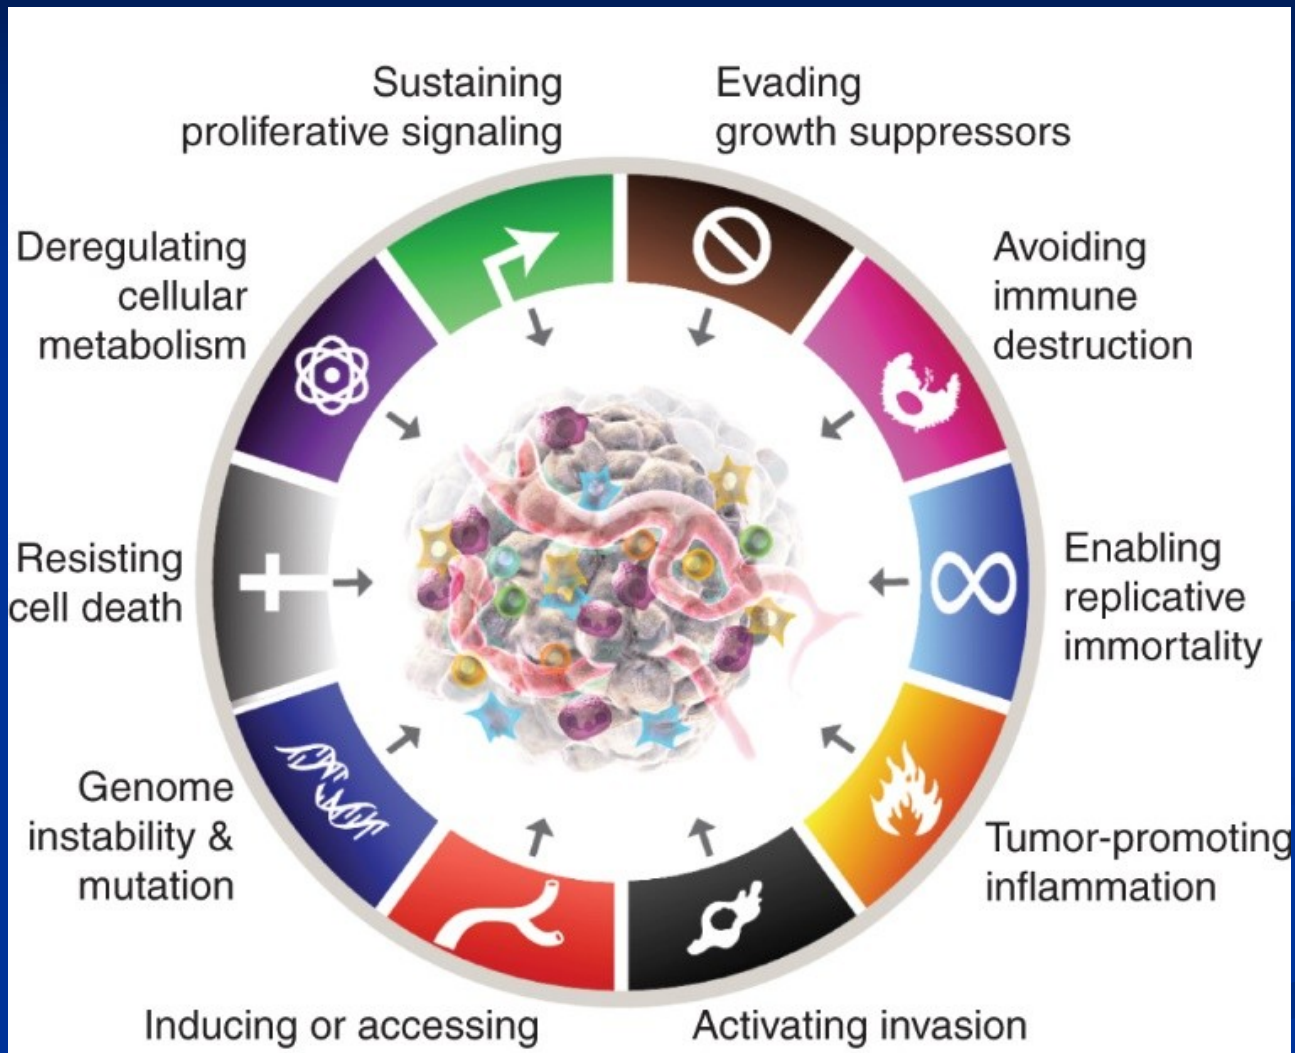 Sustaining
proliferative signaling
Evading
growth suppressors
Avoiding
immune
destruction
Enabling
replicative
immortality
Tumor-promoting
inflammation
Activating invasion
Inducing or accessing
Genome
instability &
mutation
Resisting
cell death
Deregulating
cellular
metabolism